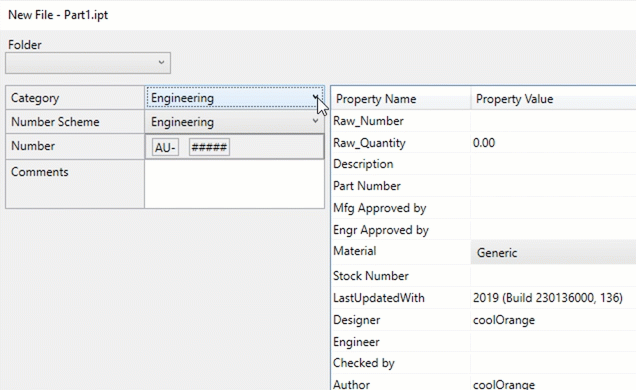 New File - Part1.ipt
Folder
Category Engineering
Number Scheme Engineering
Number AU- #####
Comments
Property Name Property Value
Raw_Number
Raw_Quantity 0.00
Description
Part Number
Mfg Approved by
Engr Approved by
Material Generic
Stock Number
LastUpdatedWith 2019 (Build 230136000, 136)
Designer coolOrange
Engineer
Checked by
Author coolOrange